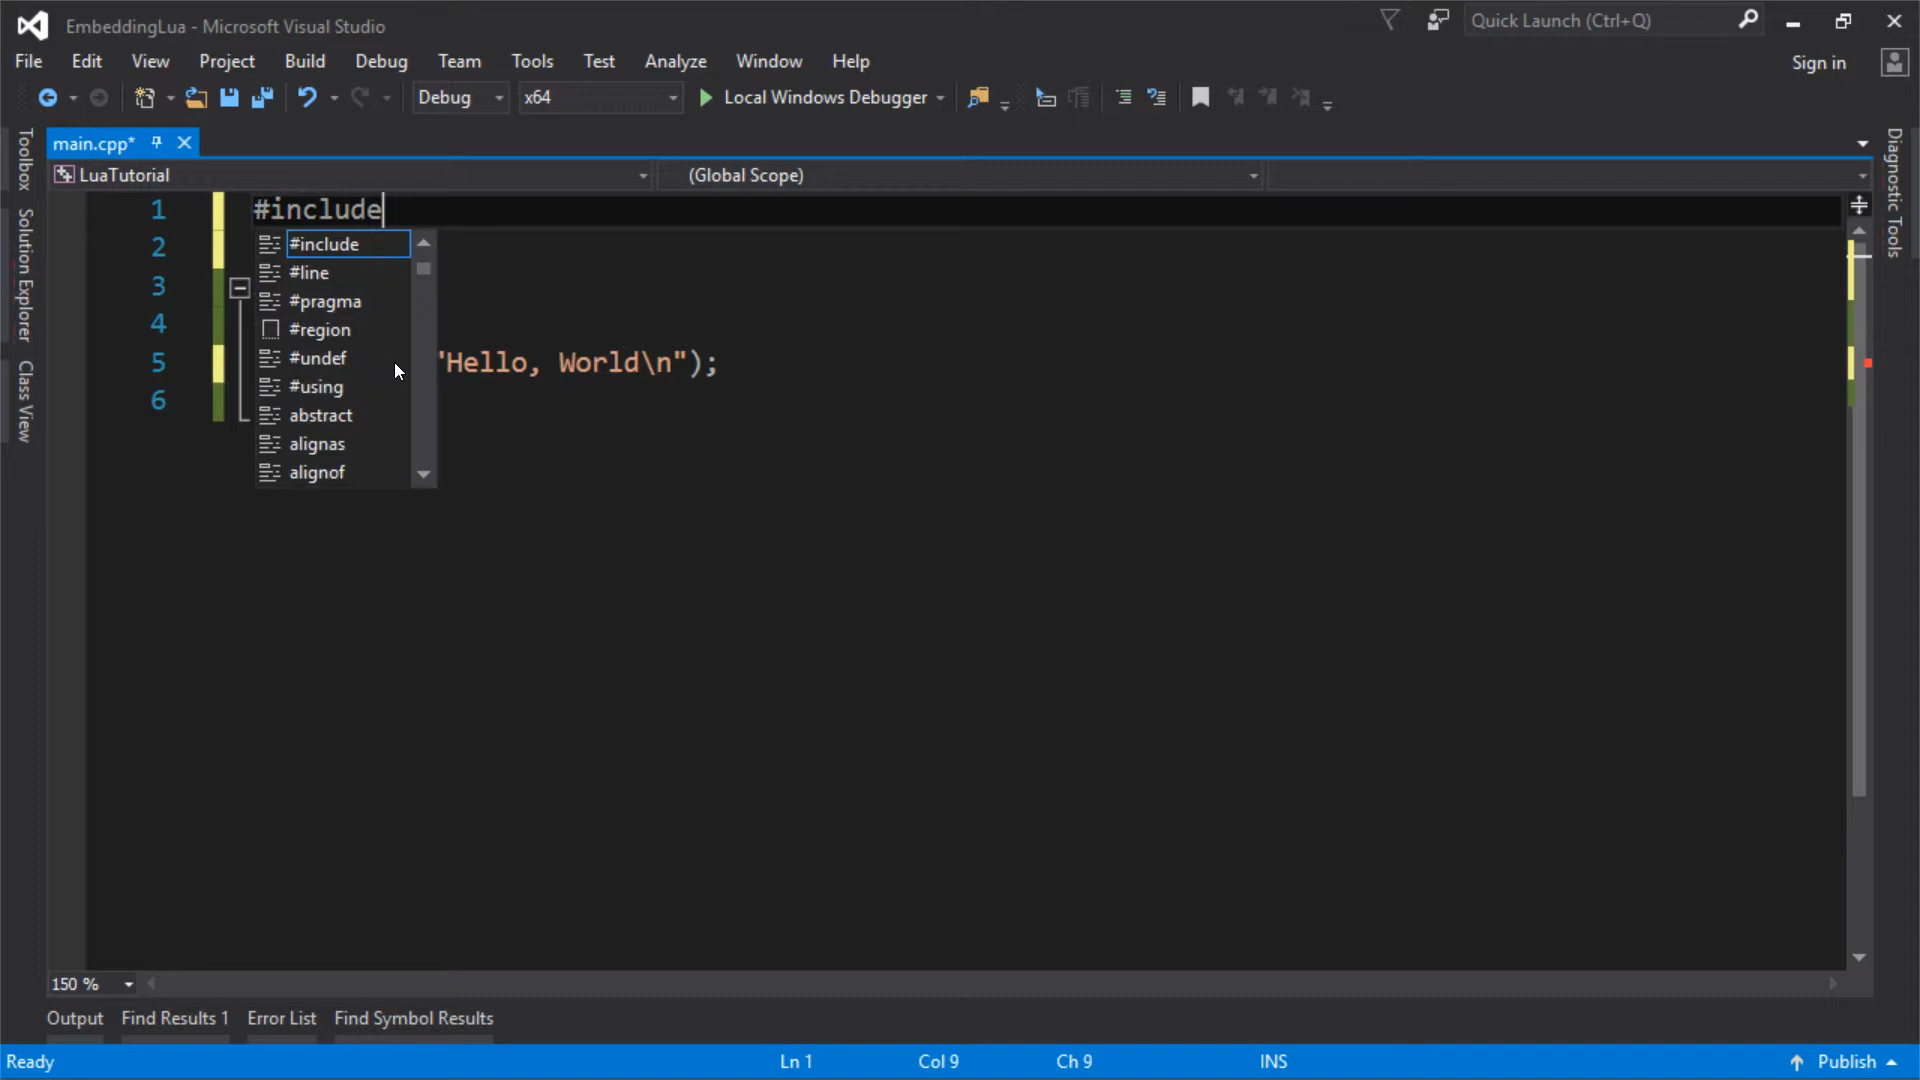 EmbeddingLua - Microsoft Visual Studio
Quick Launch (Ctrl+Q)
File Edit View Project Build Debug Team Tools Test Analyze Window Help
Sign in
Debug x64 Local Windows Debugger
main.cpp*
LuaTutorial (Global Scope)
Toolbox
Solution Explorer
Class View
Diagnostic Tools
1 #include
2
3
4
5 "Hello, World\n");
6
#include
#line
#pragma
#region
#undef
#using
abstract
alignas
alignof
150 %
Output Find Results 1 Error List Find Symbol Results
Ready Ln 1 Col 9 Ch 9 INS Publish